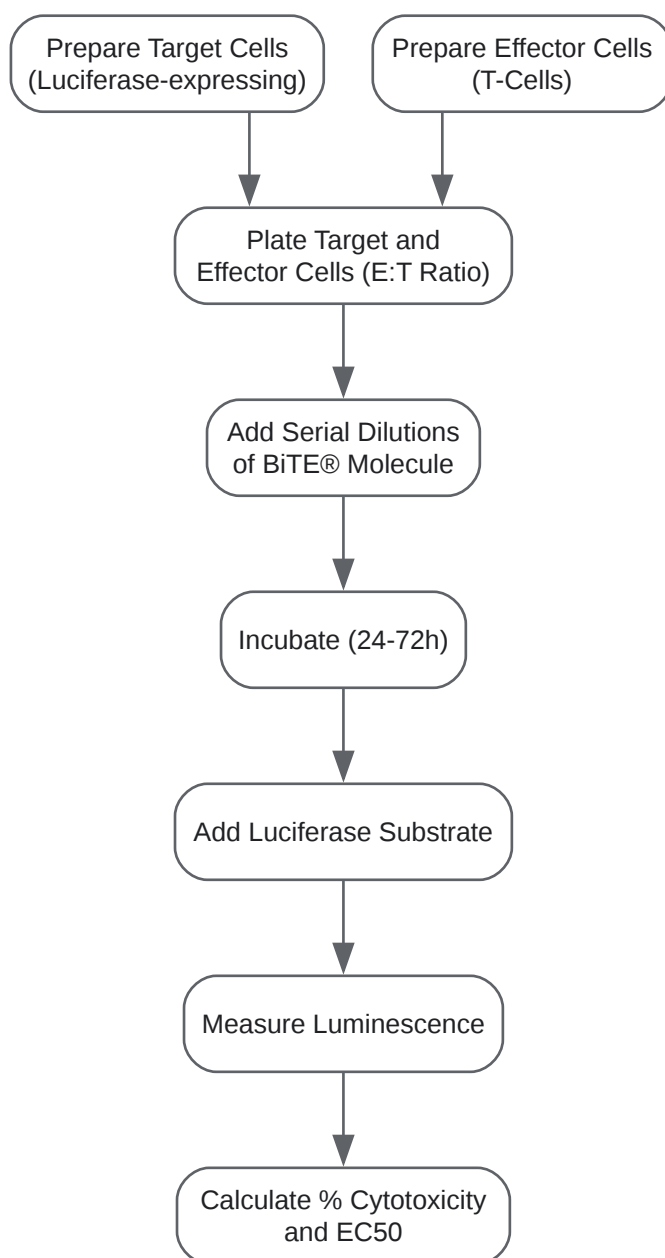 Prepare Target Cells
(Luciferase-expressing)
Prepare Effector Cells
(T-Cells)
Plate Target and
Effector Cells (E:T Ratio)
Add Serial Dilutions
of BiTE® Molecule
Incubate (24-72h)
Add Luciferase Substrate
Measure Luminescence
Calculate % Cytotoxicity
and EC50